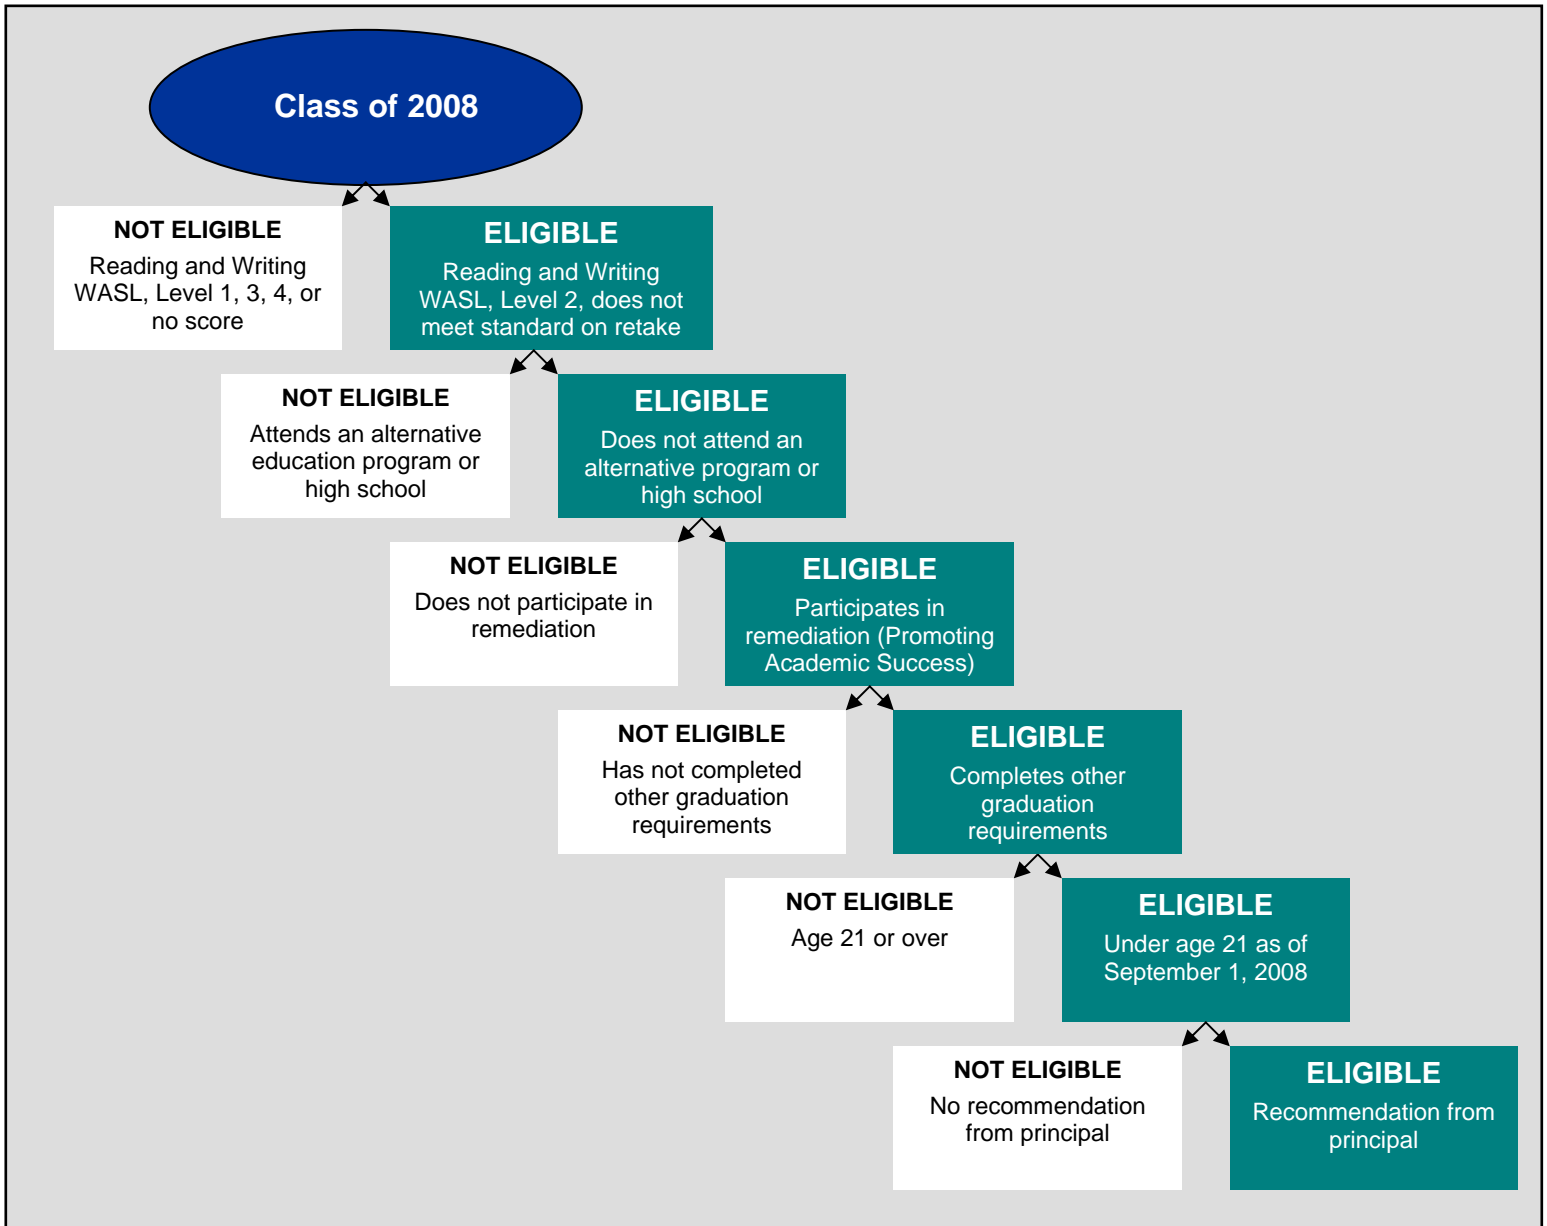 Class of 2008
NOT ELIGIBLE
Reading and Writing
WASL, Level 1, 3, 4, or
no score
ELIGIBLE
Reading and Writing
WASL, Level 2, does not
meet standard on retake
NOT ELIGIBLE
Attends an alternative
education program or
high school
ELIGIBLE
Does not attend an
alternative program or
high school
NOT ELIGIBLE
Does not participate in
remediation
ELIGIBLE
Participates in
remediation (Promoting
Academic Success)
NOT ELIGIBLE
Has not completed
other graduation
requirements
ELIGIBLE
Completes other
graduation
requirements
NOT ELIGIBLE
Age 21 or over
ELIGIBLE
Under age 21 as of
September 1, 2008
NOT ELIGIBLE
No recommendation
from principal
ELIGIBLE
Recommendation from
principal